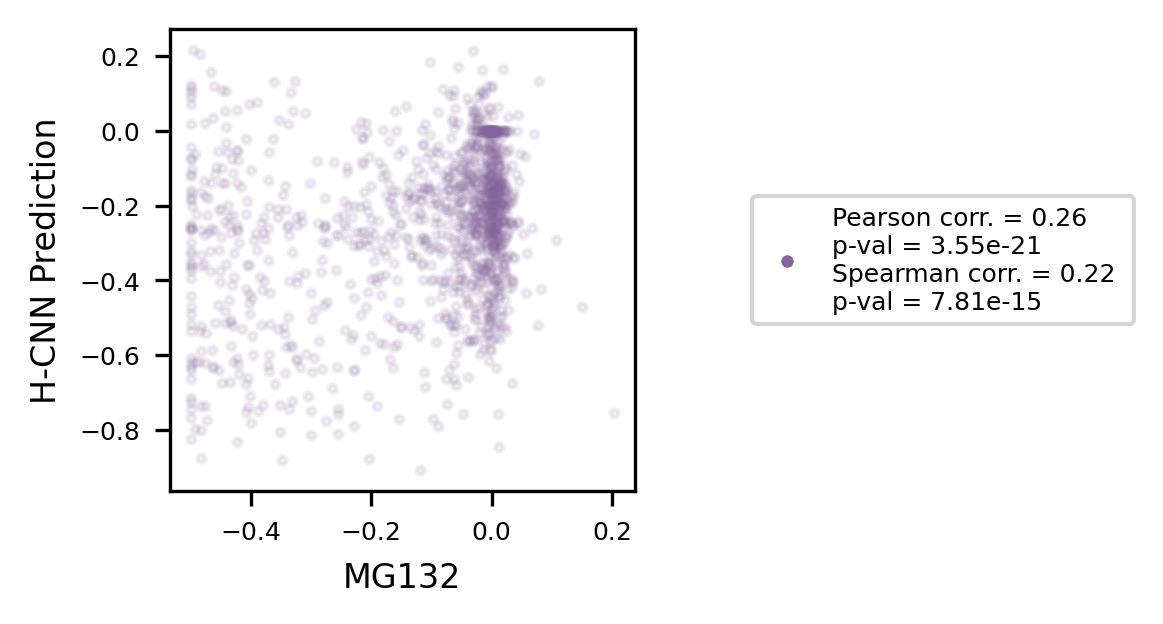 0.2
0.0
−0.2
−0.4
−0.6
−0.8
H-CNN Prediction
−0.4
−0.2
0.0
0.2
MG132
Pearson corr. = 0.26
p-val = 3.55e-21
Spearman corr. = 0.22
p-val = 7.81e-15